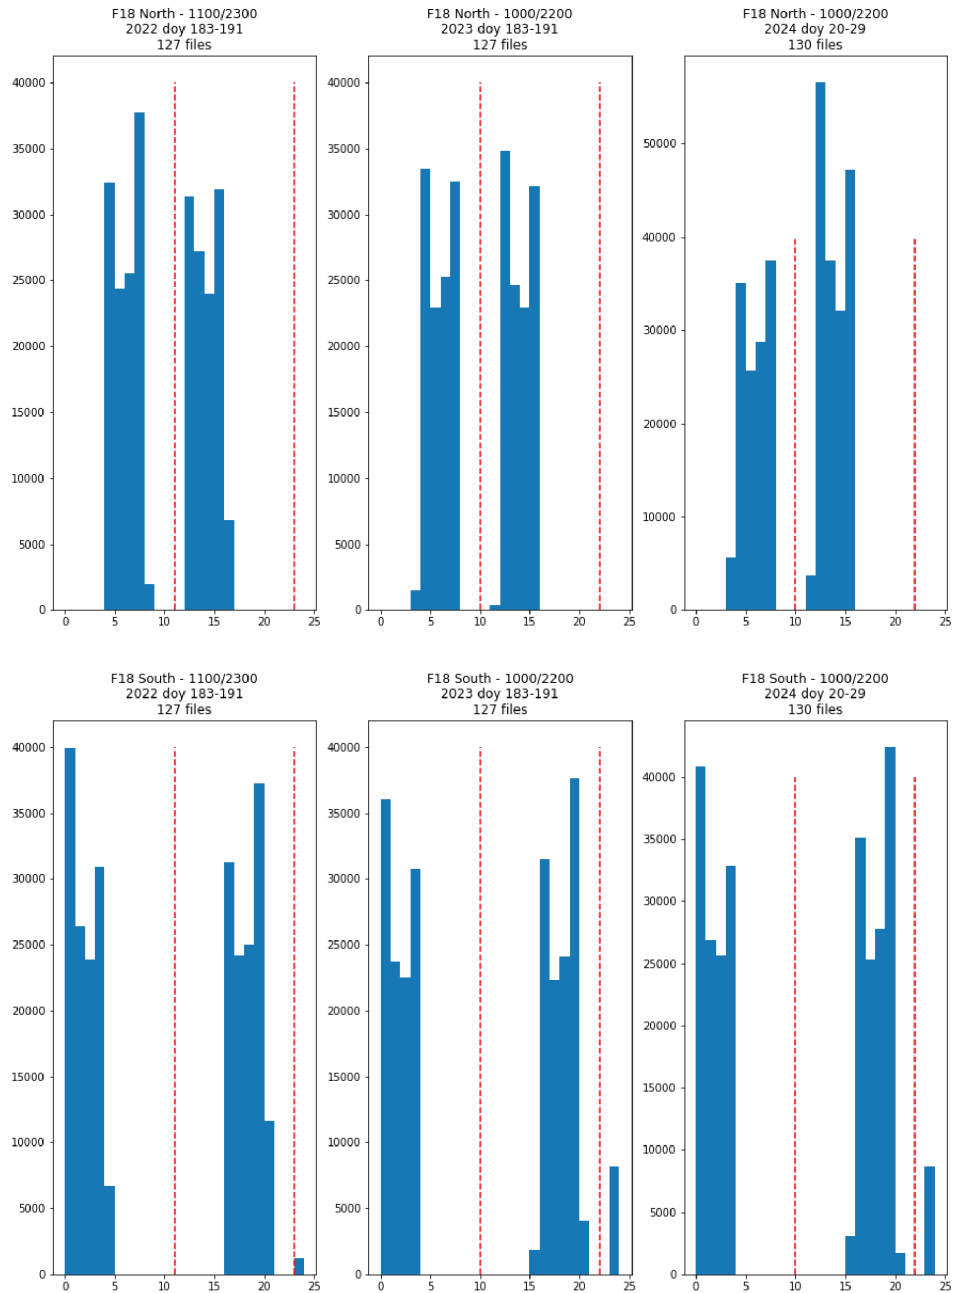 F18 North - 1100/2300
2022 doy 183-191
127 files
40000
35000
30000
25000
20000
15000
10000
5000
0
0 5 10 15 20 25
F18 North - 1000/2200
2023 doy 183-191
127 files
40000
35000
30000
25000
20000
15000
10000
5000
0
0 5 10 15 20 25
F18 North - 1000/2200
2024 doy 20-29
130 files
50000
40000
30000
20000
10000
0
0 5 10 15 20 25
F18 South - 1100/2300
2022 doy 183-191
127 files
40000
35000
30000
25000
20000
15000
10000
5000
0
0 5 10 15 20 25
F18 South - 1000/2200
2023 doy 183-191
127 files
40000
35000
30000
25000
20000
15000
10000
5000
0
0 5 10 15 20 25
F18 South - 1000/2200
2024 doy 20-29
130 files
40000
35000
30000
25000
20000
15000
10000
5000
0
0 5 10 15 20 25